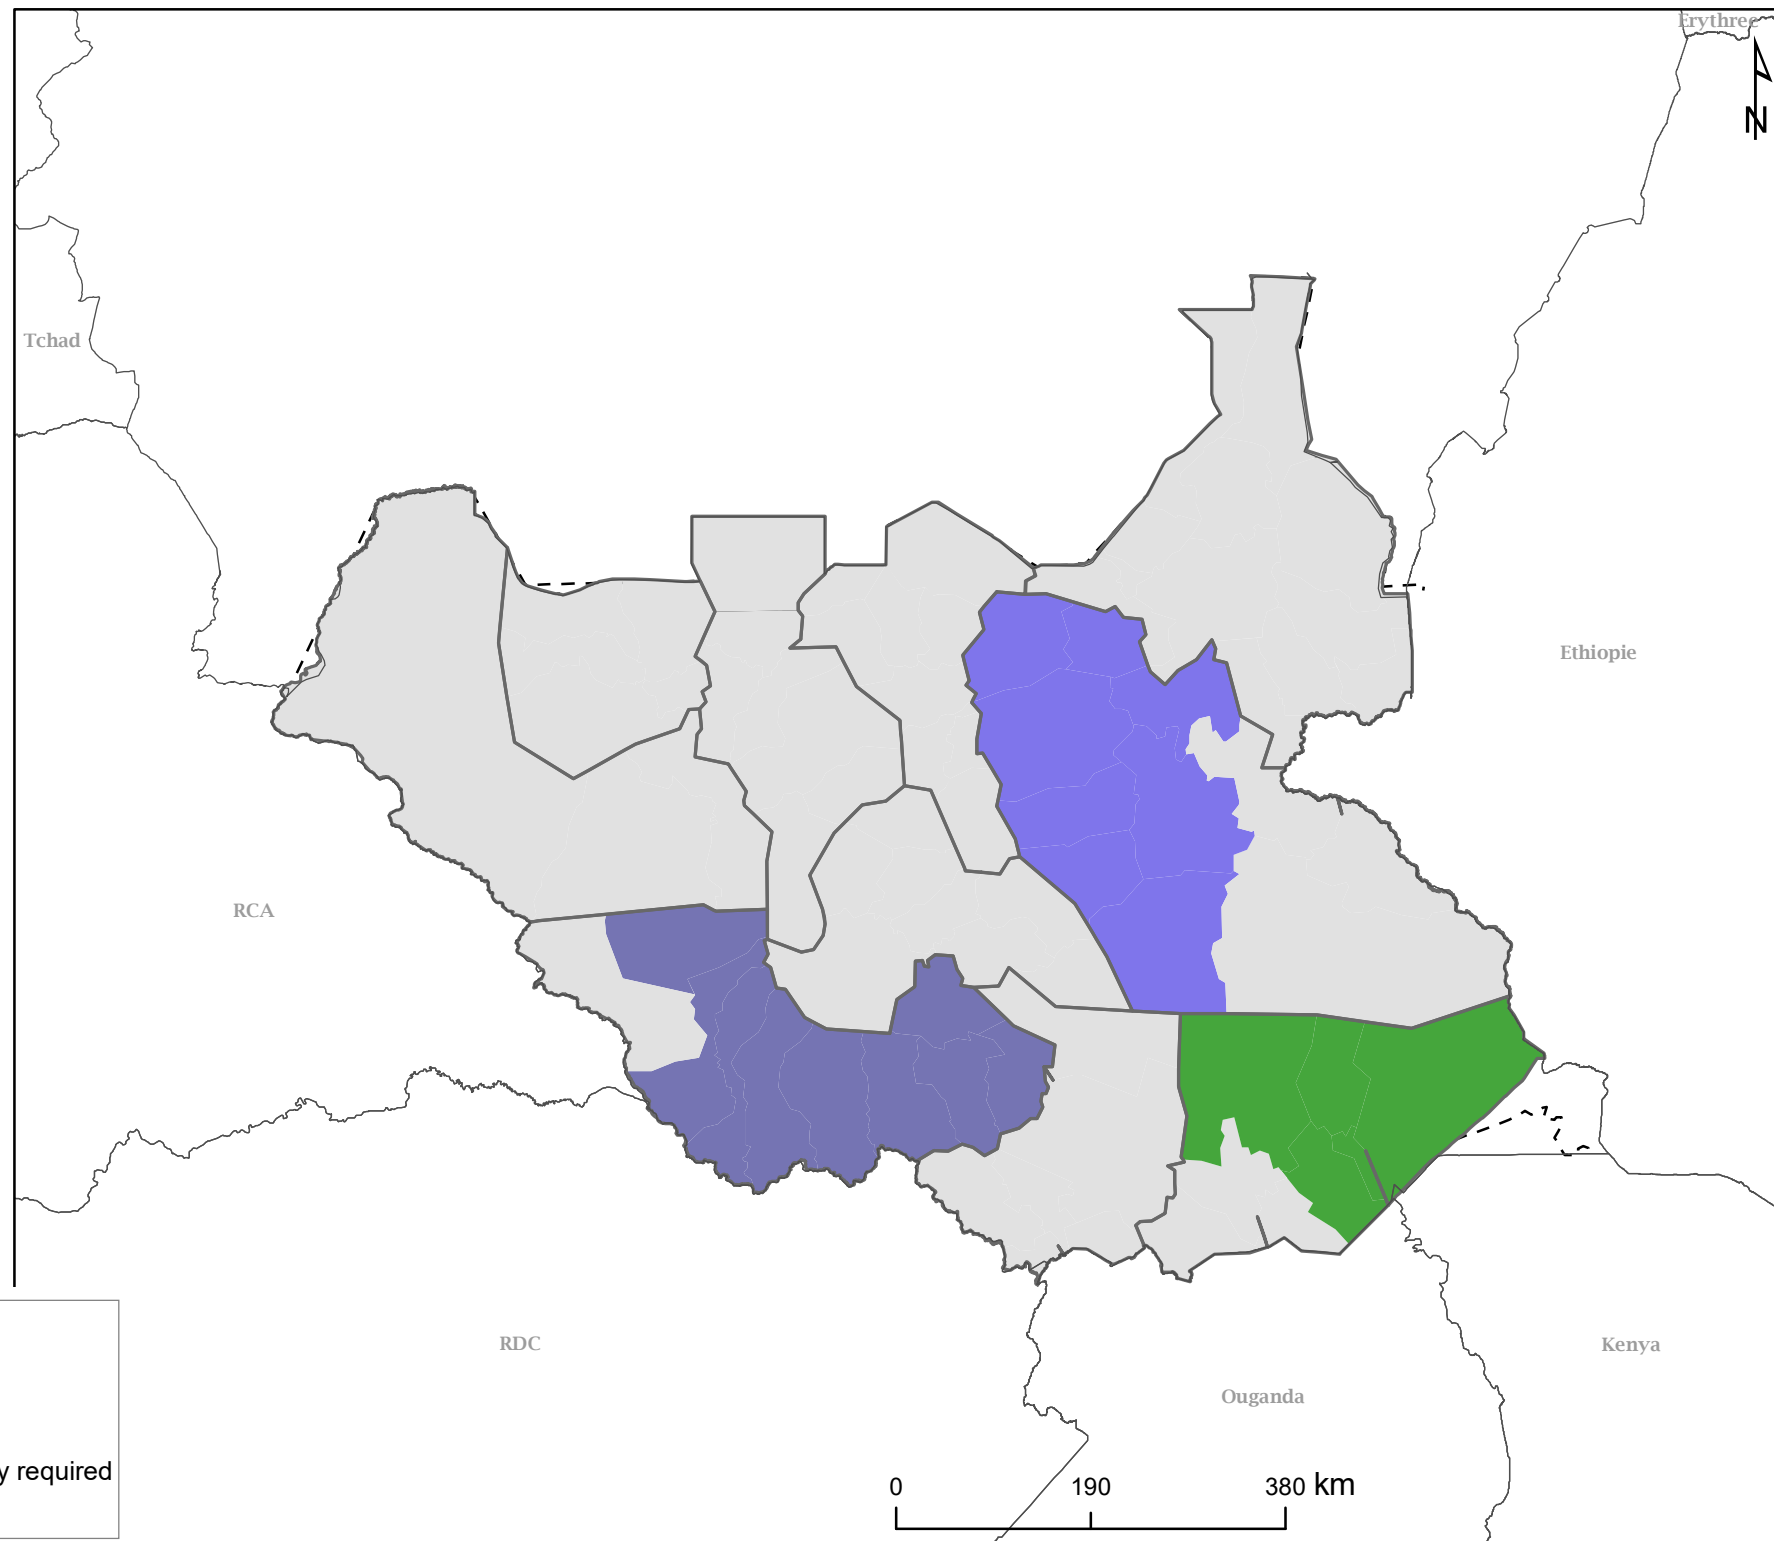 Erythree
N
Tchad
Ethiopie
RCA
RDC
Kenya
Ouganda
y required
0 190 380 km